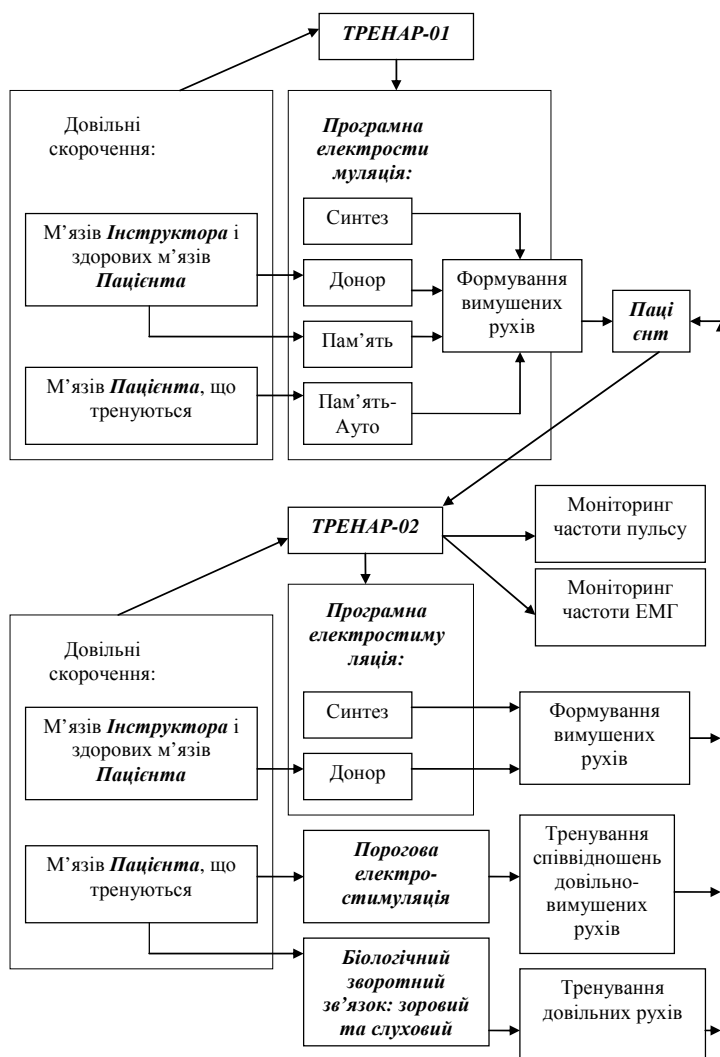 ТРЕНАР-01
Довільні
скорочення:
М’язів Інструктора і
здорових м’язів
Пацієнта
М’язів Пацієнта, що
тренуються
Програмна
електрости
муляція:
Синтез
Донор
Пам’ять
Пам’ять-
Ауто
Формування
вимушених
рухів
Паці
єнт
ТРЕНАР-02
Моніторинг
частоти пульсу
Моніторинг
частоти ЕМГ
Довільні
скорочення:
М’язів Інструктора і
здорових м’язів
Пацієнта
М’язів Пацієнта, що
тренуються
Програмна
електростиму
ляція:
Синтез
Донор
Формування
вимушених
рухів
Порогова
електро-
стимуляція
Тренування
співвідношень
довільно-
вимушених
рухів
Біологічний
зворотний
зв’язок: зоровий
та слуховий
Тренування
довільних рухів